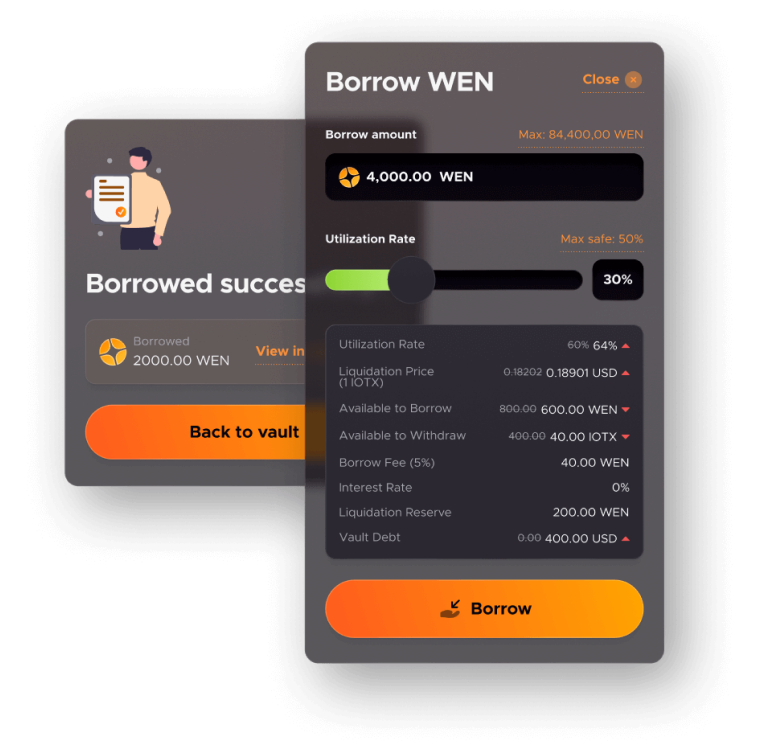 Borrow WEN
Close
Borrow amount
Max: 84,400,00 WEN
4,000.00 WEN
Utilization Rate
Max safe: 50%
30%
Utilization Rate 60% 64%
Liquidation Price
(1 IOTX) 0.18202 0.18901 USD
Available to Borrow 800.00 600.00 WEN
Available to Withdraw 400.00 40.00 IOTX
Borrow Fee (5%) 40.00 WEN
Interest Rate 0%
Liquidation Reserve 200.00 WEN
Vault Debt 0.00 400.00 USD
Borrow
Borrowed succes
Borrowed
2000.00 WEN
View in
Back to vault